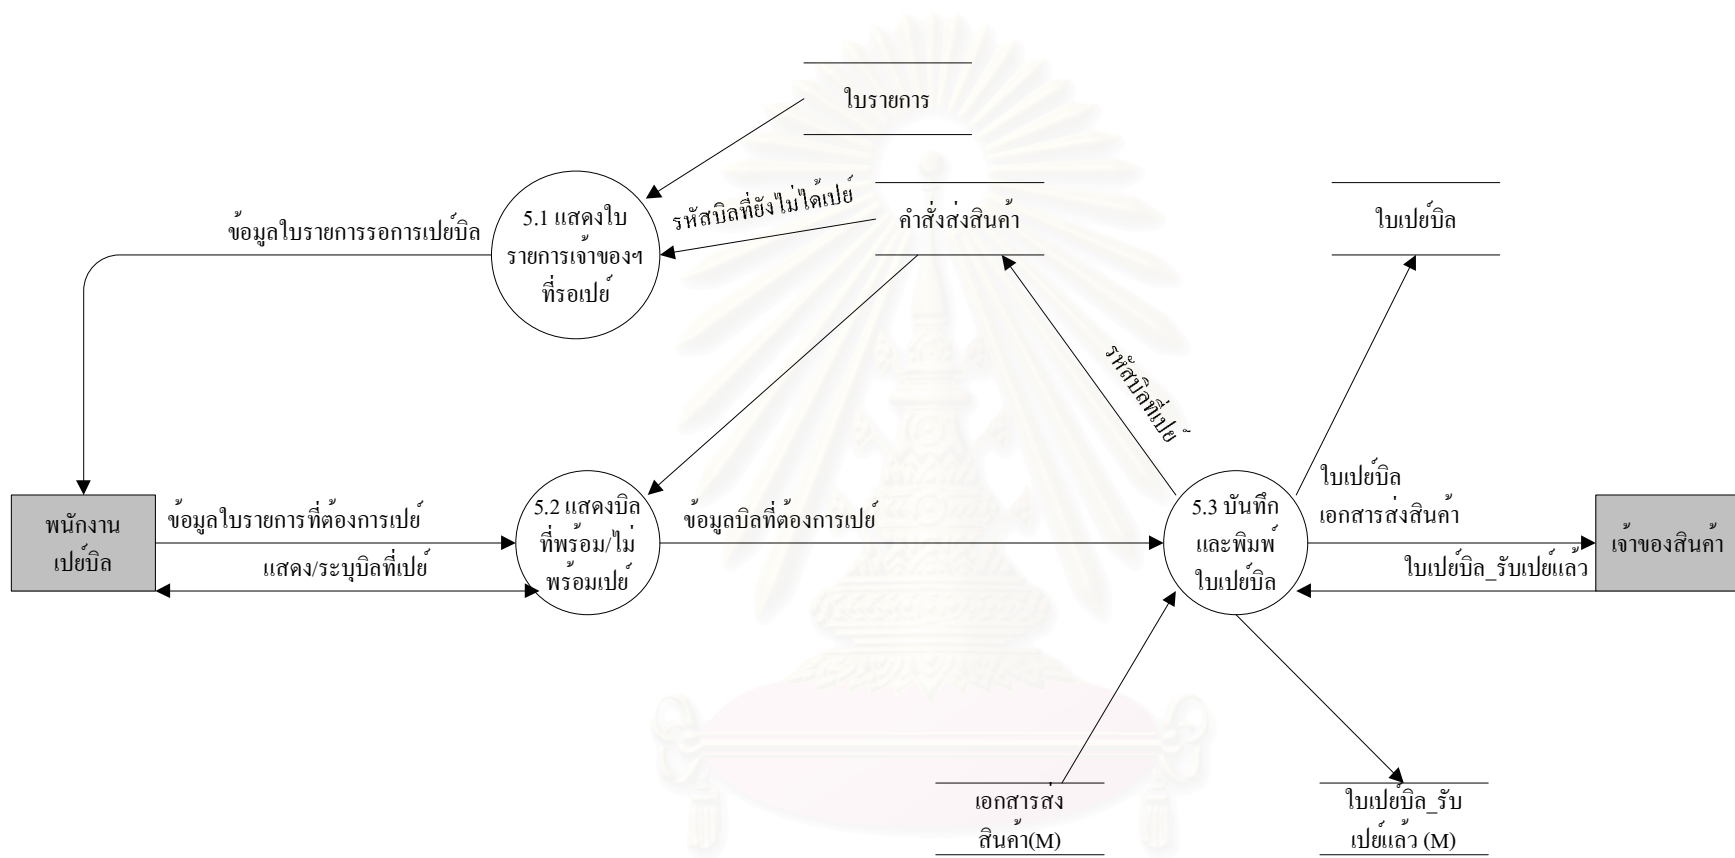 ใบรายการ
รหัสบิลที่ยังไม่ได้เปย์
คำสั่งส่งสินค้า
ใบเปย์บิล
5.1 แสดงใบ
รายการเจ้าของฯ
ที่รอเปย์
ข้อมูลใบรายการรอการเปย์บิล
รหัสบิลที่เปย์
พนักงาน
เปย์บิล
ข้อมูลใบรายการที่ต้องการเปย์
แสดง/ระบุบิลที่เปย์
5.2 แสดงบิล
ที่พร้อม/ไม่
พร้อมเปย์
ข้อมูลบิลที่ต้องการเปย์
5.3 บันทึก
และพิมพ์
ใบเปย์บิล
ใบเปย์บิล
เอกสารส่งสินค้า
ใบเปย์บิล_รับเปย์แล้ว
เจ้าของสินค้า
เอกสารส่ง
สินค้า(M)
ใบเปย์บิล_รับ
เปย์แล้ว (M)